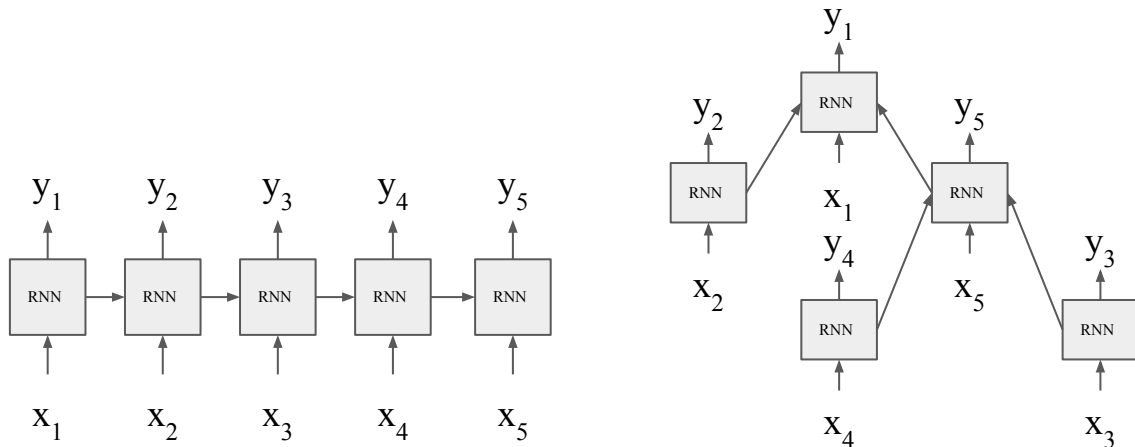 y1 y2 y3 y4 y5
RNN RNN RNN RNN RNN
x1 x2 x3 x4 x5
y1
RNN
y2 y5
RNN RNN
x1
y4 y3
x2 x5
RNN RNN
x4 x3